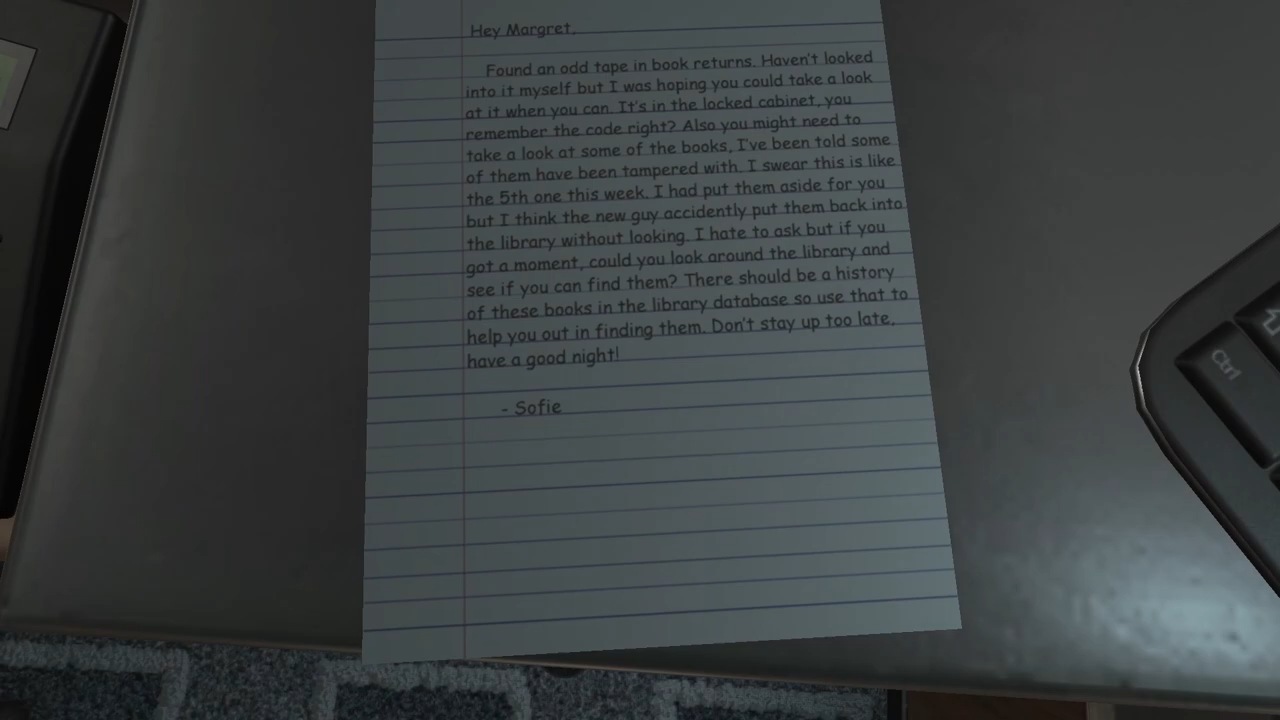 Hey Margret,
Found an odd tape in book returns. Haven't looked
into it myself but I was hoping you could take a look
at it when you can. It's in the locked cabinet, you
remember the code right? Also you might need to
take a look at some of the books, I've been told some
of them have been tampered with. I swear this is like
the 5th one this week. I had put them aside for you
but I think the new guy accidently put them back into
the library without looking. I hate to ask but if you
got a moment, could you look around the library and
see if you can find them? There should be a history
of these books in the library database so use that to
help you out in finding them. Don't stay up too late,
have a good night!
- Sofie
Ctrl